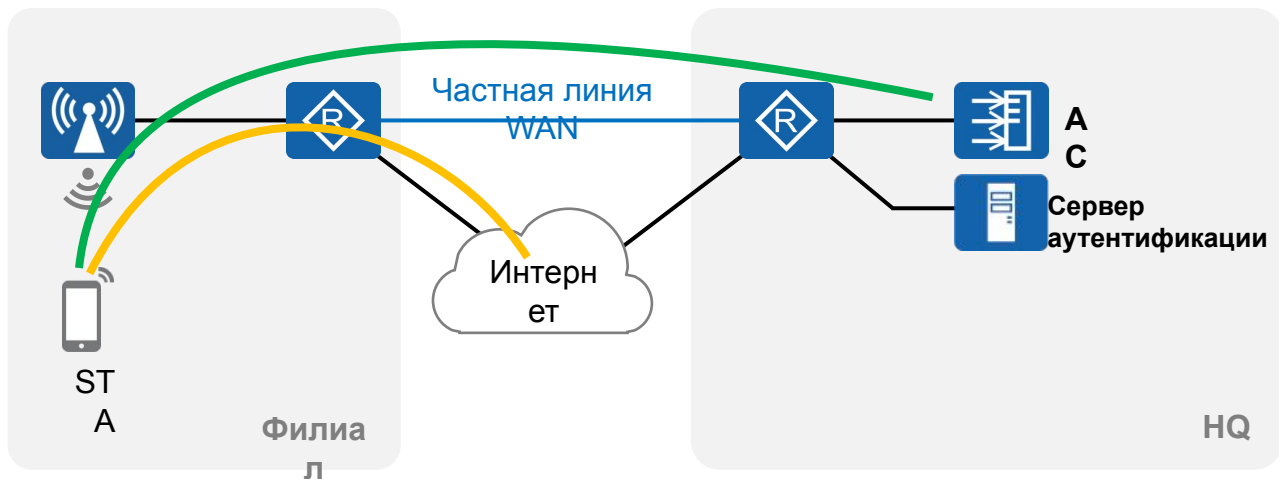 Частная линия
WAN
R
R
А
С
Сервер
аутентификации
Интерн
ет
ST
A
Филиа
л
HQ